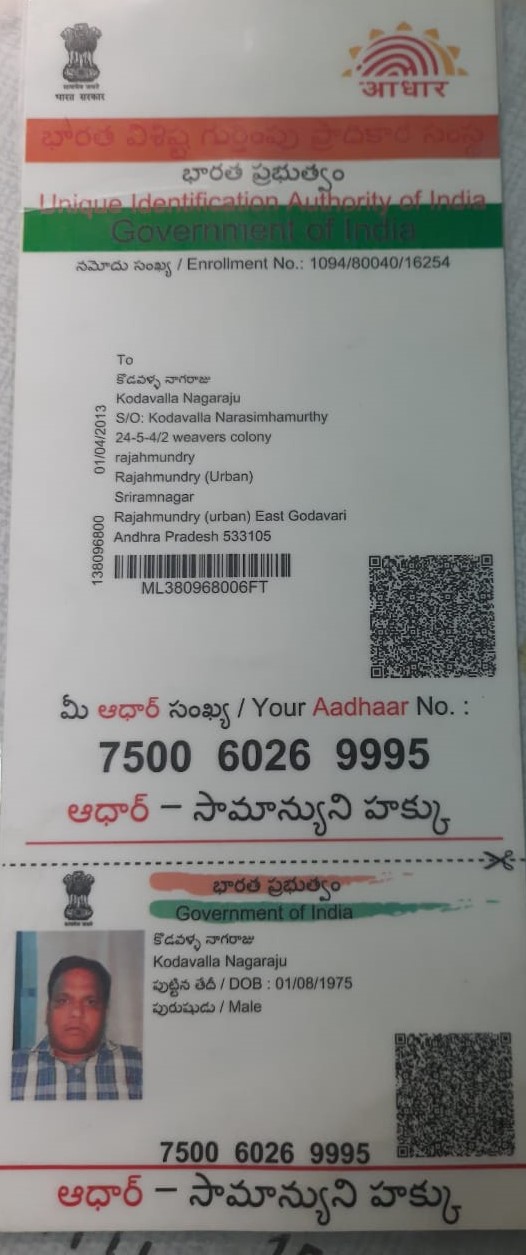 सत्यमेव जयते
भारत सरकार
आधार
భారత విశిష్ట గుర్తింపు ప్రాధికార సంస్థ
భారత ప్రభుత్వం
Unique Identification Authority of India
Government of India
నమోదు సంఖ్య / Enrollment No.: 1094/80040/16254
To
కొడవళ్ళ నాగరాజు
Kodavalla Nagaraju
S/O: Kodavalla Narasimhamurthy
24-5-4/2 weavers colony
rajahmundry
Rajahmundry (Urban)
Sriramnagar
Rajahmundry (urban) East Godavari
Andhra Pradesh 533105
138096800 01/04/2013
ML380968006FT
మీ ఆధార్ సంఖ్య / Your Aadhaar No. :
7500 6026 9995
ఆధార్ – సామాన్యుని హక్కు
భారత ప్రభుత్వం
Government of India
కొడవళ్ళ నాగరాజు
Kodavalla Nagaraju
పుట్టిన తేదీ / DOB : 01/08/1975
పురుషుడు / Male
7500 6026 9995
ఆధార్ – సామాన్యుని హక్కు